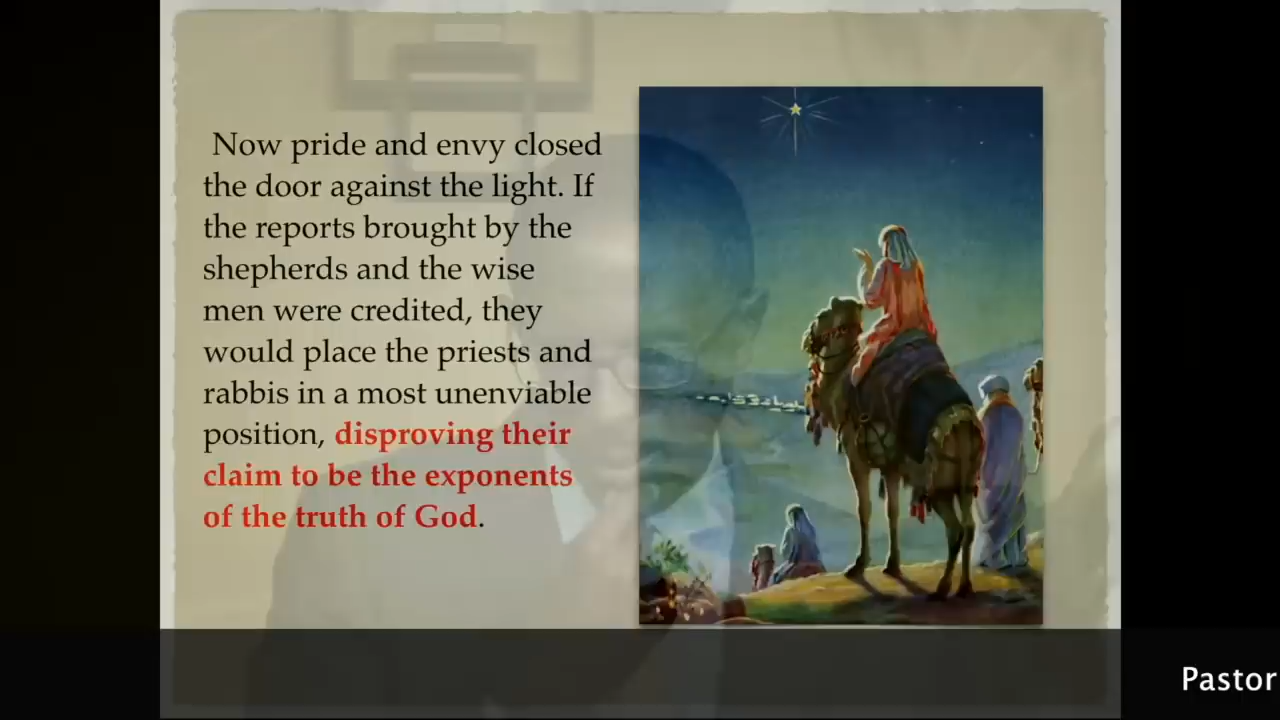 Now pride and envy closed
the door against the light. If
the reports brought by the
shepherds and the wise
men were credited, they
would place the priests and
rabbis in a most unenviable
position, disproving their
claim to be the exponents
of the truth of God.
Pastor